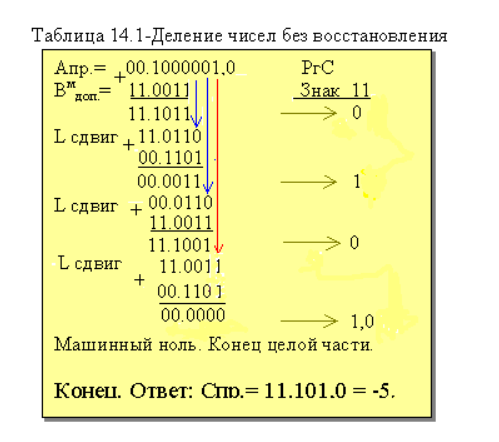 Таблица 14.1-Деление чисел без восстановления
Aпр.= +00.1000001,0 РгС
Bᵐдоп.= 11.0011 Знак 11
11.1011 0
L сдвиг +11.0110
00.1101
00.0011 1
L сдвиг + 00.0110
11.0011
11.1001 0
L сдвиг + 11.0011
00.1101
00.0000 1,0
Машинный ноль. Конец целой части.
Конец. Ответ: Спр.= 11.101.0 = -5.